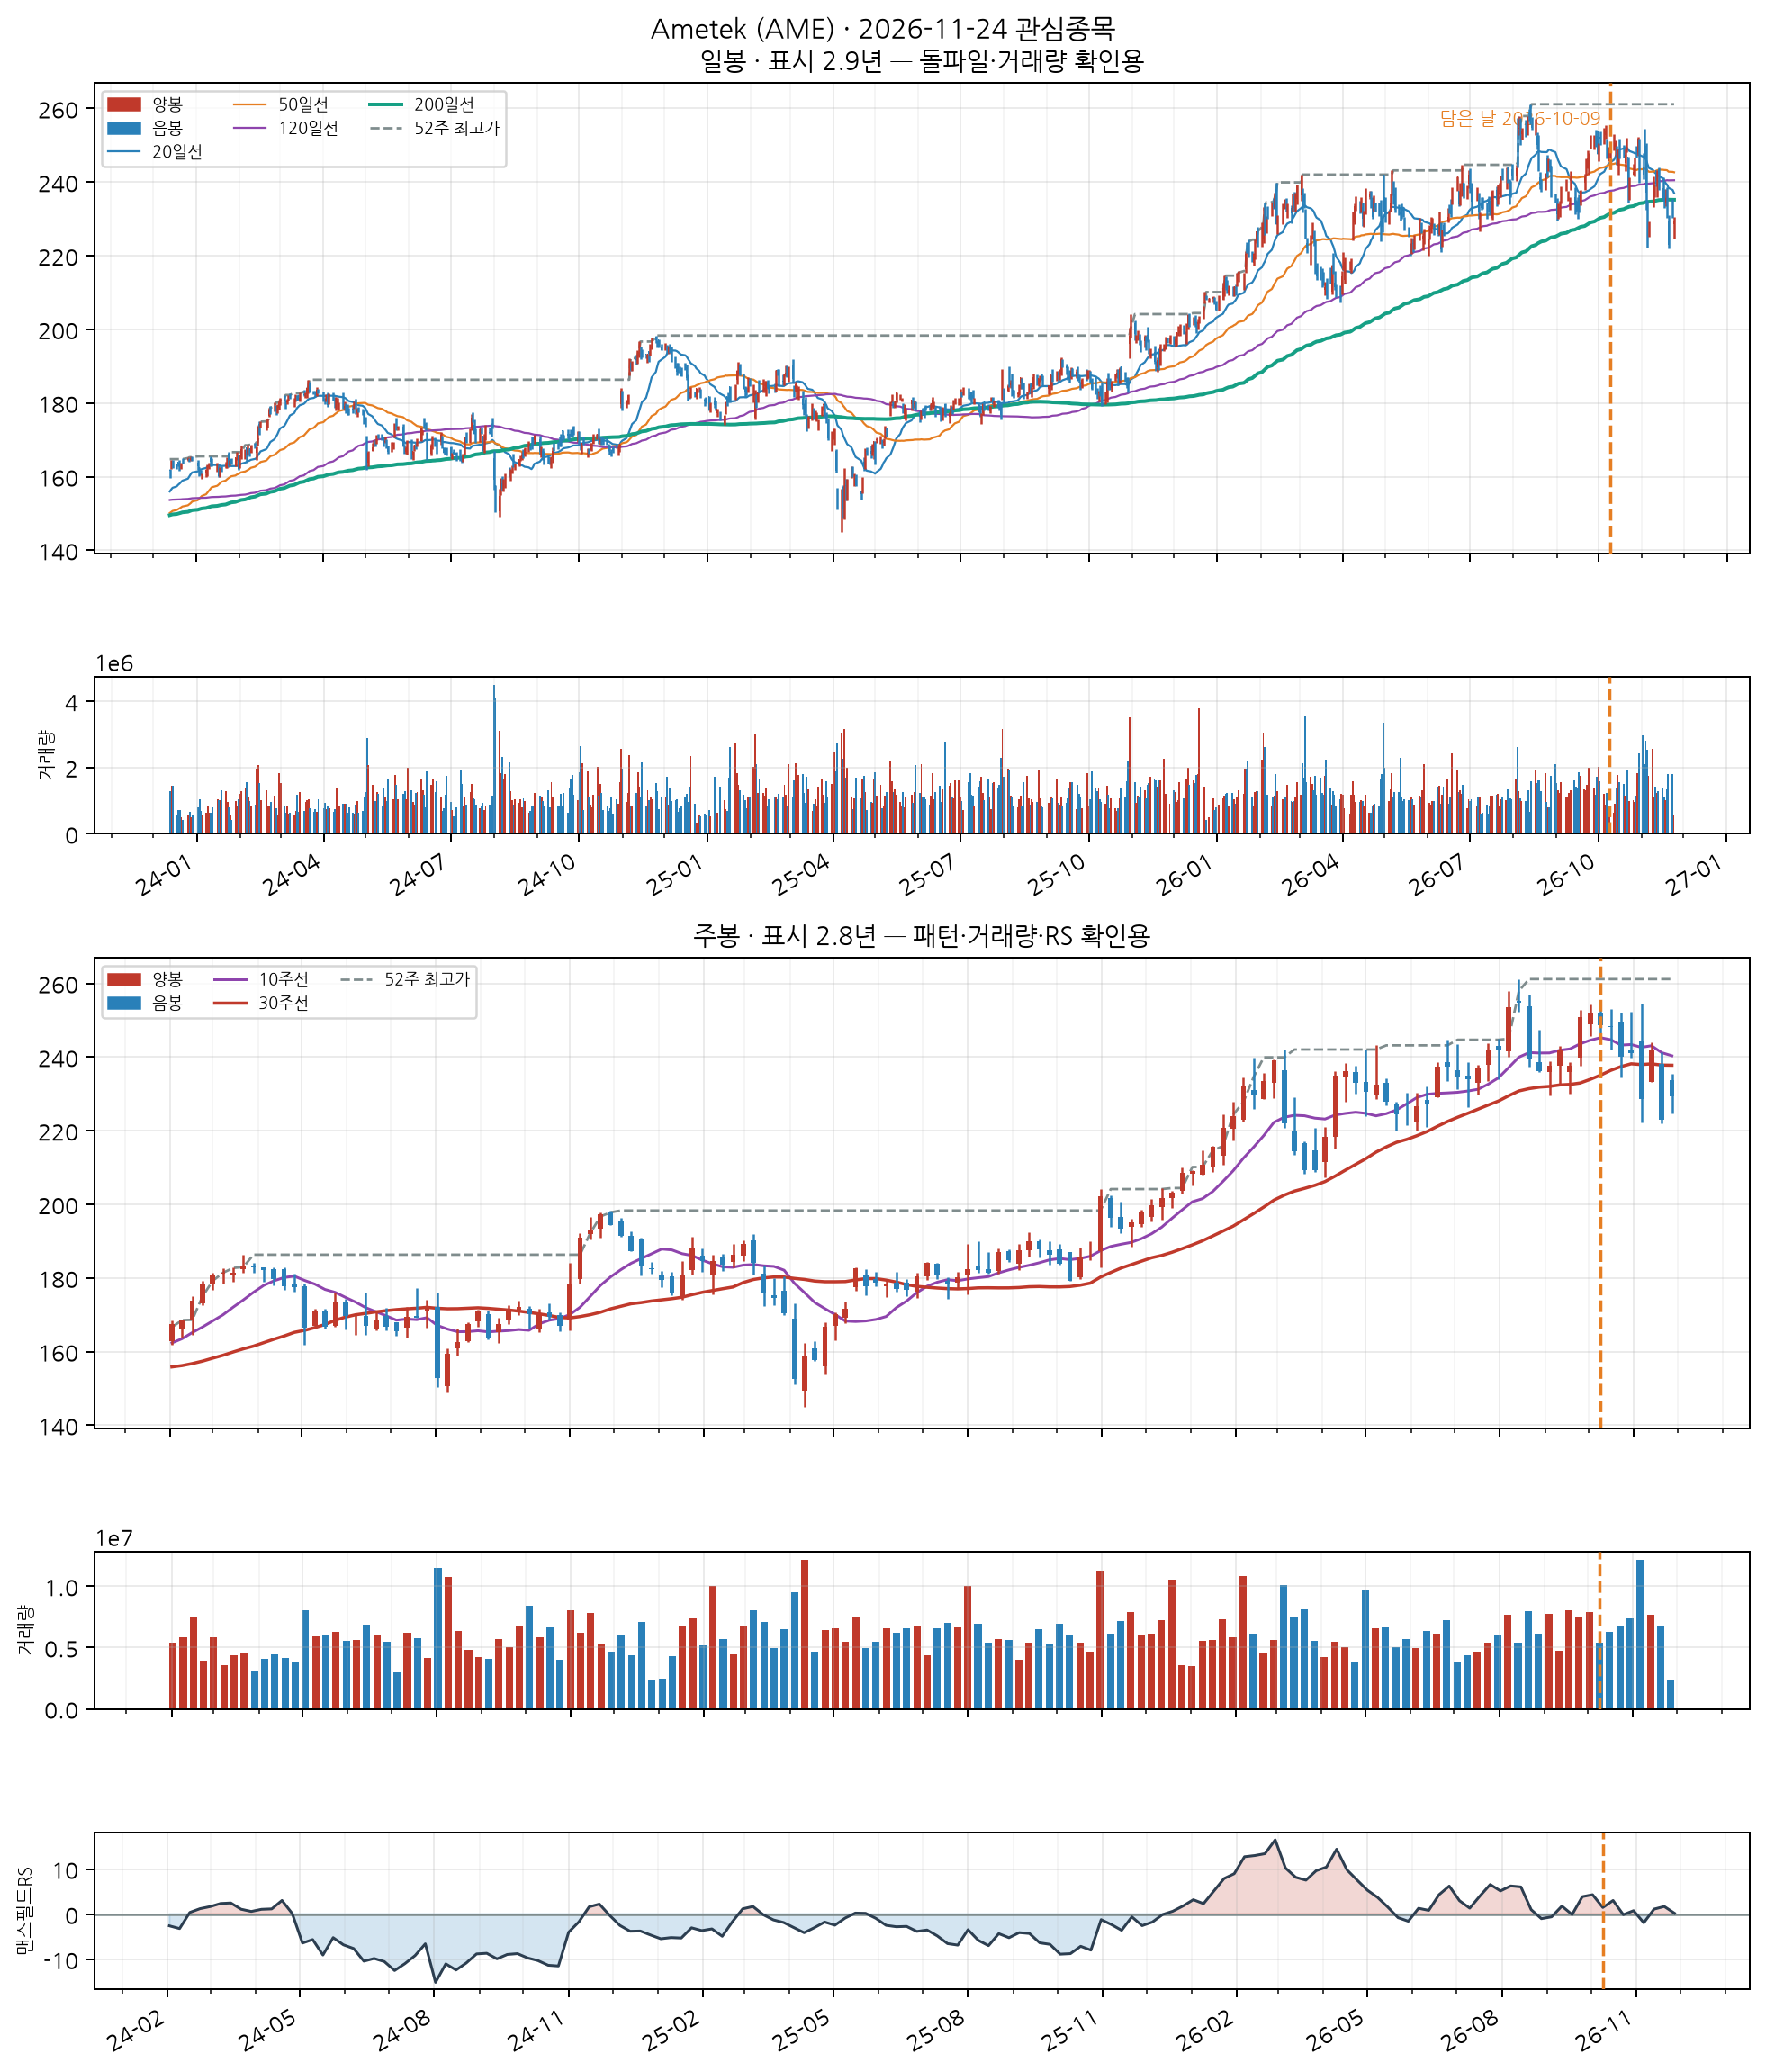 Ametek (AME) · 2026-11-24 관심종목
일봉 · 표시 2.9년 — 돌파일·거래량 확인용
양봉 50일선 200일선
음봉 120일선 52주 최고가
20일선
담은 날 2026-10-09
260
240
220
200
180
160
140
1e6
거래량
4
2
0
24-01 24-04 24-07 24-10 25-01 25-04 25-07 25-10 26-01 26-04 26-07 26-10 27-01
주봉 · 표시 2.8년 — 패턴·거래량·RS 확인용
양봉 10주선 52주 최고가
음봉 30주선
260
240
220
200
180
160
140
1e7
거래량
1.0
0.5
0.0
맨스필드RS
10
0
-10
24-02 24-05 24-08 24-11 25-02 25-05 25-08 25-11 26-02 26-05 26-08 26-11